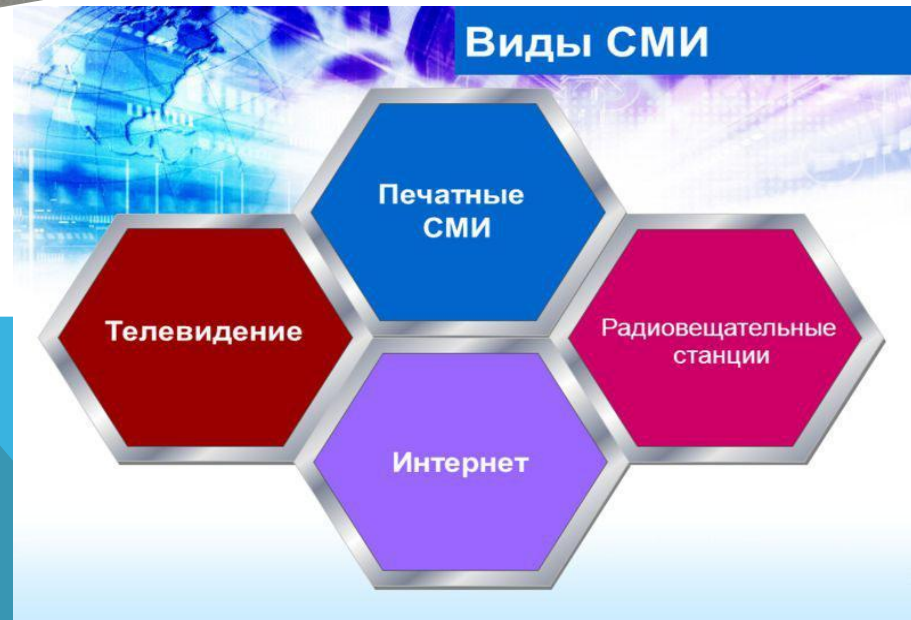 Виды СМИ
Печатные
СМИ
Телевидение
Радиовещательные
станции
Интернет